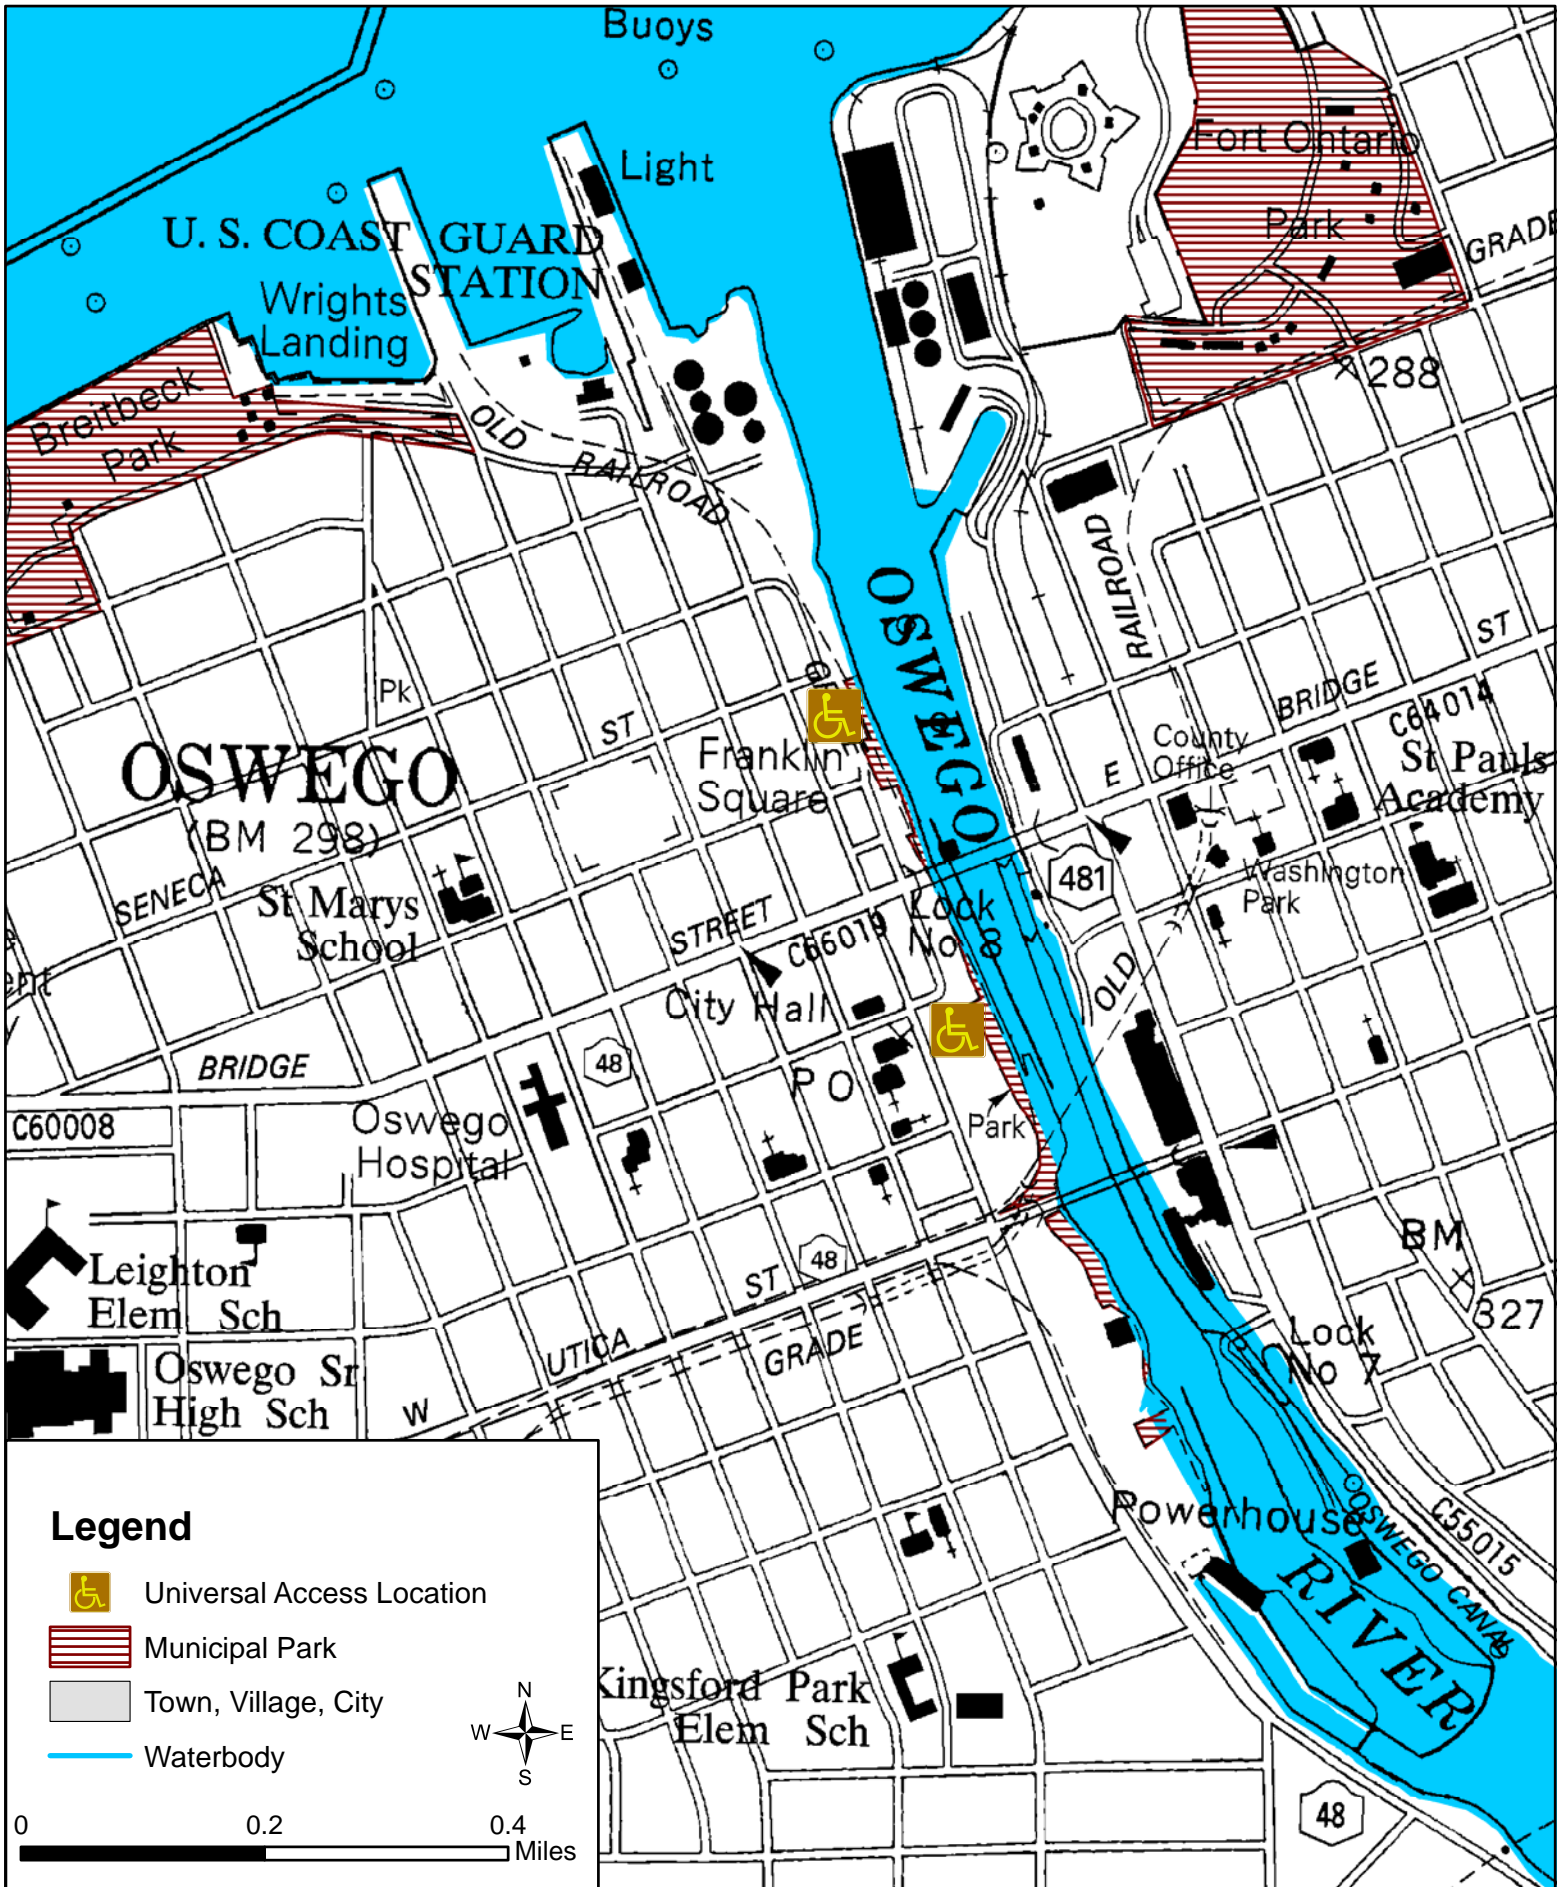 Buoys
Light
U. S. COAST GUARD
STATION
Wrights
Landing
Fort Ontario
Park
GRADE
288
Breitbeck
Park
OLD
RAILROAD
RAILROAD
OSWEGO
ST
BRIDGE
C64014
Pk
ST
Franklin
Square
County
Office
E
St Pauls
Academy
OSWEGO
(BM 298)
481
Washington
Park
SENECA
St Marys
School
STREET
C66019
Lock
No 8
ent
City Hall
OLD
BRIDGE
48
P O
C60008
Oswego
Hospital
Park
BM
327
Leighton
Elem Sch
ST
48
UTICA
GRADE
Lock
No 7
Oswego Sr
High Sch
W
Powerhouse
C55015
OSWEGO CANAL
RIVER
Kingsford Park
Elem Sch
48
Legend
Universal Access Location
Municipal Park
Town, Village, City
Waterbody
N
W E
S
0 0.2 0.4
Miles